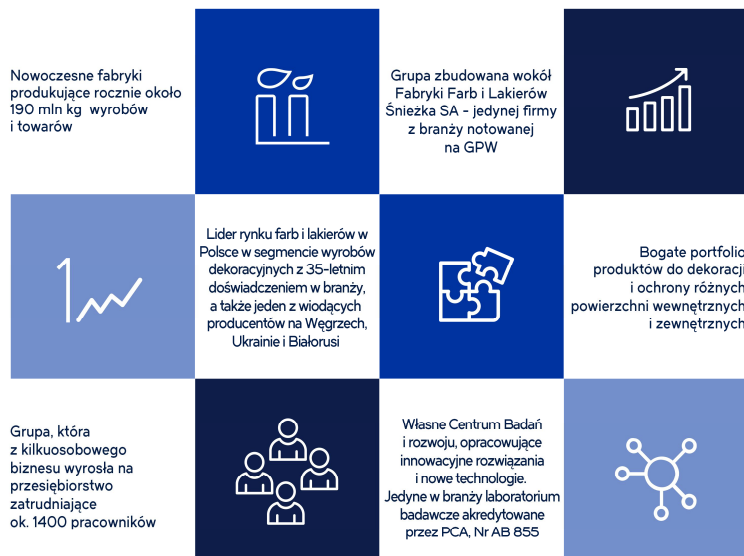 Nowoczesne fabryki
produkujące rocznie około
190 mln kg wyrobów
i towarów
Grupa zbudowana wokół
Fabryki Farb i Lakierów
Śnieżka SA - jedynej firmy
z branży notowanej
na GPW
1
Lider rynku farb i lakierów w
Polsce w segmencie wyrobów
dekoracyjnych z 35-letnim
doświadczeniem w branży,
a także jeden z wiodących
producentów na Węgrzech,
Ukrainie i Białorusi
Bogate portfolio
produktów do dekoracji
i ochrony różnych
powierzchni wewnętrznych
i zewnętrznych
Grupa, która
z kilkuosobowego
biznesu wyrosła na
przesiębiorstwo
zatrudniające
ok. 1400 pracowników
Własne Centrum Badań
i rozwoju, opracowujące
innowacyjne rozwiązania
i nowe technologie.
Jedyne w branży laboratorium
badawcze akredytowane
przez PCA, Nr AB 855